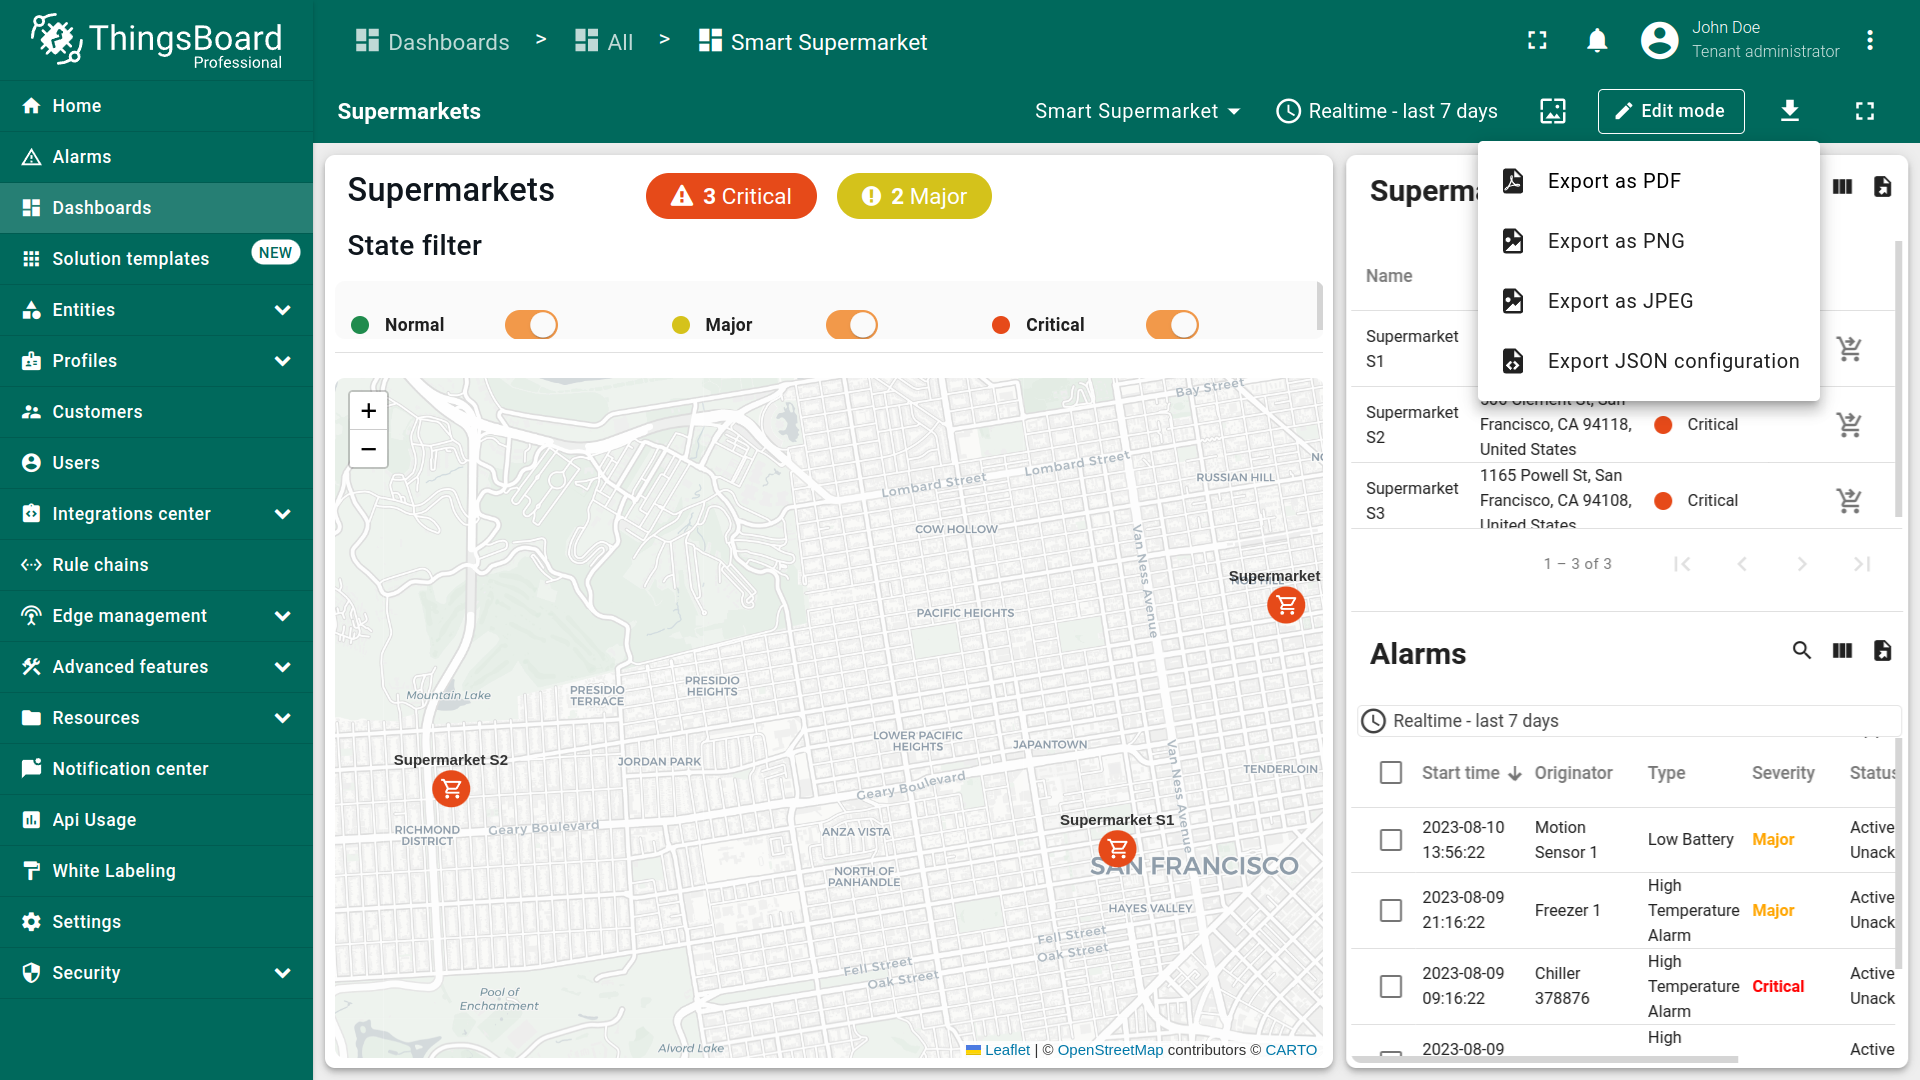 ThingsBoard
Professional
Home
Alarms
Dashboards
Solution templates
NEW
Entities
Profiles
Customers
Users
Integrations center
Rule chains
Edge management
Advanced features
Resources
Notification center
Api Usage
White Labeling
Settings
Security
Dashboards > All > Smart Supermarket
John Doe
Tenant administrator
Supermarkets
Smart Supermarket
Realtime - last 7 days
Edit mode
Export as PDF
Export as PNG
Export as JPEG
Export JSON configuration
Supermarkets
3 Critical
2 Major
State filter
Normal
Major
Critical
+
−
Bay Street
Lombard Street
Lombard Street
RUSSIAN HILL
COW HOLLOW
Van Ness Avenue
Supermarket
PACIFIC HEIGHTS
PRESIDIO
HEIGHTS
PRESIDIO
TERRACE
Mountain Lake
LOWER PACIFIC
HEIGHTS
JAPANTOWN
Van Ness Avenue
Supermarket S2
JORDAN PARK
TENDERLOIN
Geary Boulevard
RICHMOND
DISTRICT
Geary Boulevard
ANZA VISTA
Supermarket S1
SAN FRANCISCO
NORTH OF
PANHANDLE
HAYES VALLEY
Fell Street
Oak Street
Fell Street
Oak Street
Pool of
Enchantment
Alvord Lake
Leaflet | © OpenStreetMap contributors © CARTO
Superma
Name
Supermarket
S1
Supermarket
S2
Francisco, CA 94118,
United States
Critical
Supermarket
S3
1165 Powell St, San
Francisco, CA 94108,
United States
Critical
1 – 3 of 3
Alarms
Realtime - last 7 days
Start time
Originator
Type
Severity
Status
2023-08-10
13:56:22
Motion
Sensor 1
Low Battery
Major
Active
Unack
2023-08-09
21:16:22
Freezer 1
High
Temperature
Alarm
Major
Active
Unack
2023-08-09
09:16:22
Chiller
378876
High
Temperature
Alarm
Critical
Active
Unack
2023-08-09
High
Active